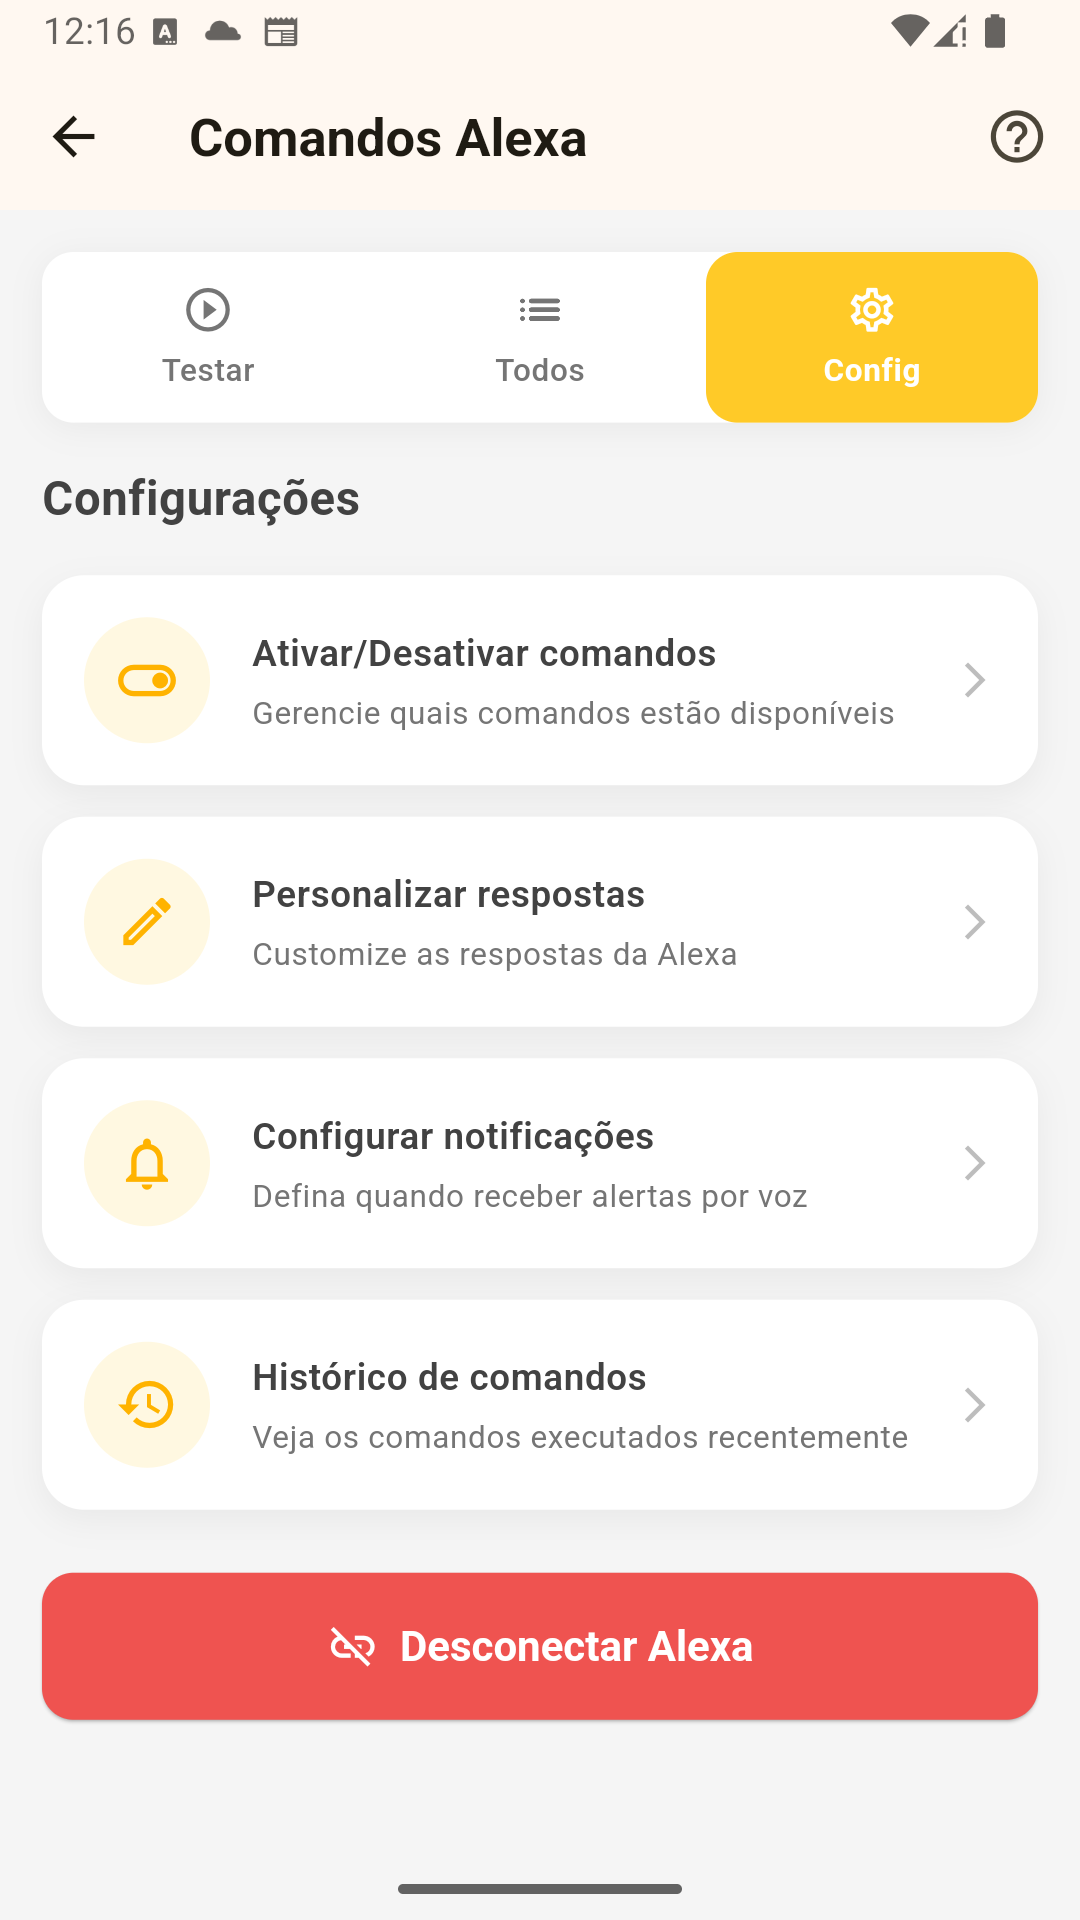 12:16
Comandos Alexa
Testar
Todos
Config
Configurações
Ativar/Desativar comandos
Gerencie quais comandos estão disponíveis
Personalizar respostas
Customize as respostas da Alexa
Configurar notificações
Defina quando receber alertas por voz
Histórico de comandos
Veja os comandos executados recentemente
Desconectar Alexa